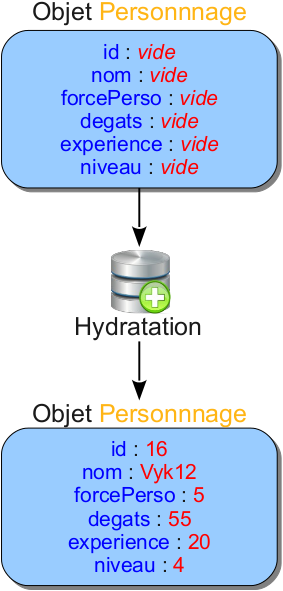 Objet Personnnage
id : vide
nom : vide
forcePerso : vide
degats : vide
experience : vide
niveau : vide
Hydratation
Objet Personnnage
id : 16
nom : Vyk12
forcePerso : 5
degats : 55
experience : 20
niveau : 4